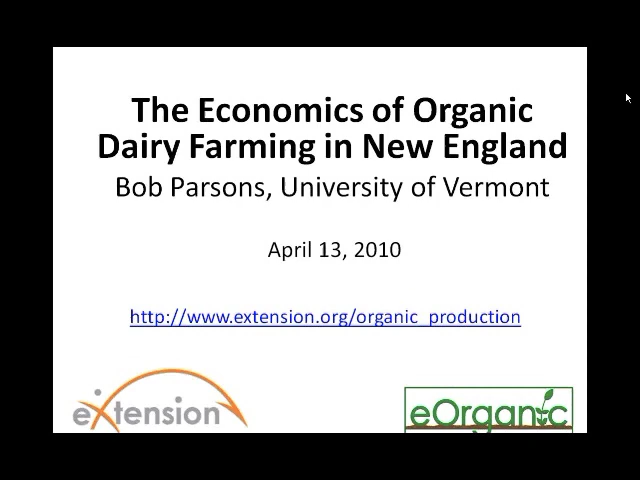 The Economics of Organic
Dairy Farming in New England
Bob Parsons, University of Vermont
April 13, 2010
http://www.extension.org/organic_production
eXtension
eOrganic